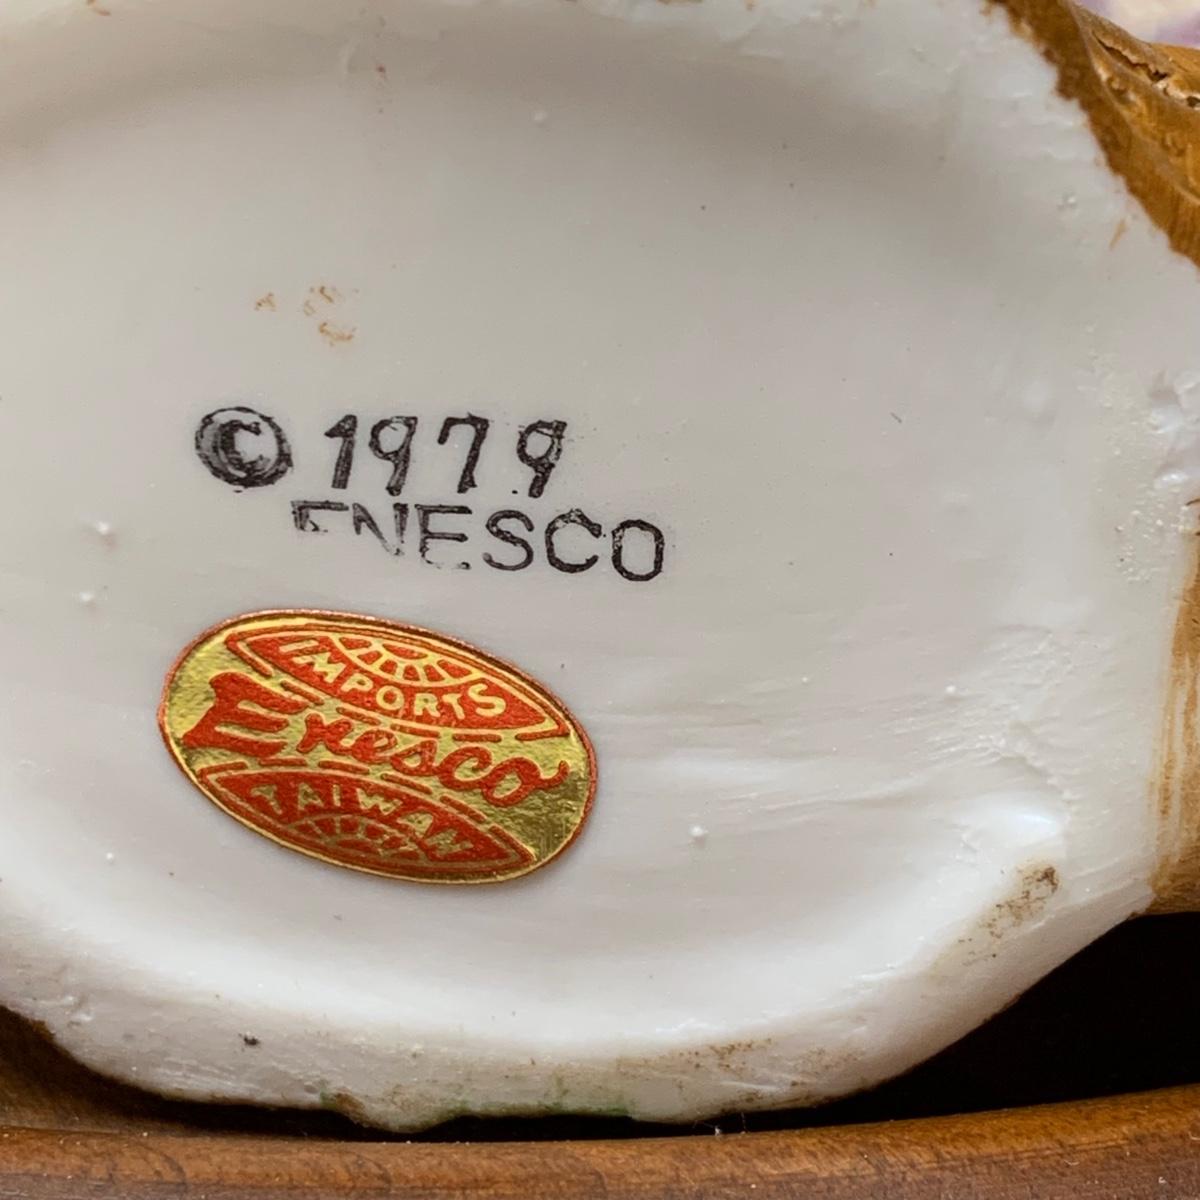 © 1979
ENESCO
IMPORTS
Enesco
TAIWAN